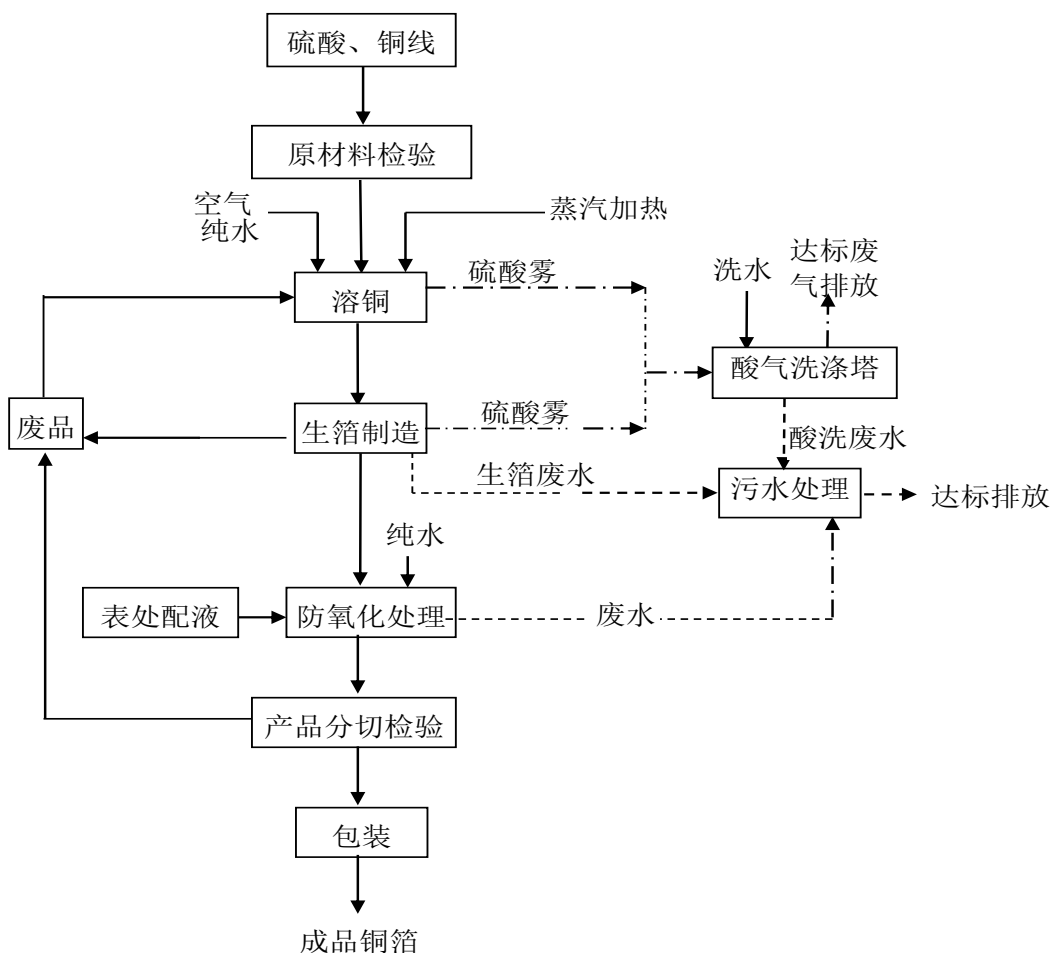 硫酸、铜线
原材料检验
空气
纯水
蒸汽加热
硫酸雾
洗水
达标废
气排放
溶铜
酸气洗涤塔
废品
生箔制造
硫酸雾
酸洗废水
生箔废水
污水处理
达标排放
纯水
表处配液
防氧化处理
废水
产品分切检验
包装
成品铜箔